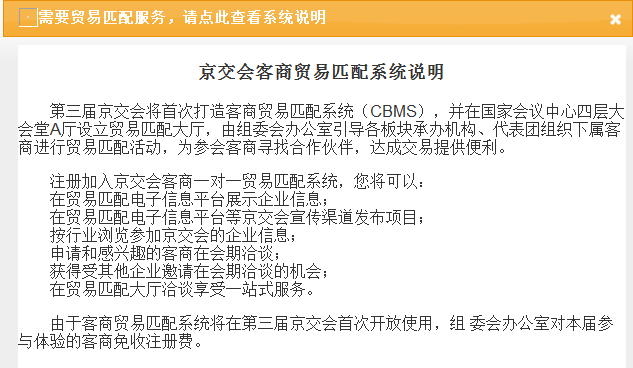 需要贸易匹配服务，请点此查看系统说明
京交会客商贸易匹配系统说明
第三届京交会将首次打造客商贸易匹配系统（CBMS），并在国家会议中心四层大
会堂A厅设立贸易匹配大厅，由组委会办公室引导各板块承办机构、代表团组织下属客
商进行贸易匹配活动，为参会客商寻找合作伙伴，达成交易提供便利。
注册加入京交会客商一对一贸易匹配系统，您将可以：
在贸易匹配电子信息平台展示企业信息；
在贸易匹配电子信息平台等京交会宣传渠道发布项目；
按行业浏览参加京交会的企业信息；
申请和感兴趣的客商在会期洽谈；
获得受其他企业邀请在会期洽谈的机会；
在贸易匹配大厅洽谈享受一站式服务。
由于客商贸易匹配系统将在第三届京交会首次开放使用，组 委会办公室对本届参
与体验的客商免收注册费。